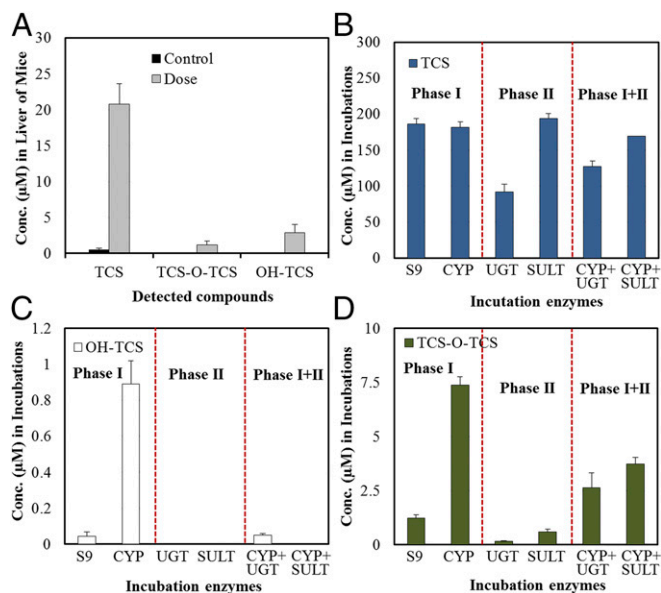 A
30
25
20
15
10
5
0
Conc. (µM) in Liver of Mice
Control
Dose
TCS TCS-O-TCS OH-TCS
Detected compounds
B
300
250
200
150
100
50
0
Conc. (µM) in Incubations
TCS
Phase I Phase II Phase I+II
S9 CYP UGT SULT CYP+ CYP+
UGT SULT
Incutation enzymes
C
1.2
1
0.8
0.6
0.4
0.2
0
Conc. (µM) in Incubations
OH-TCS
Phase I Phase II Phase I+II
S9 CYP UGT SULT CYP+ CYP+
UGT SULT
Incubation enzymes
D
10
7.5
5
2.5
0
Conc. (µM) in Incubations
TCS-O-TCS
Phase I
Phase II Phase I+II
S9 CYP UGT SULT CYP+ CYP+
UGT SULT
Incubation enzymes